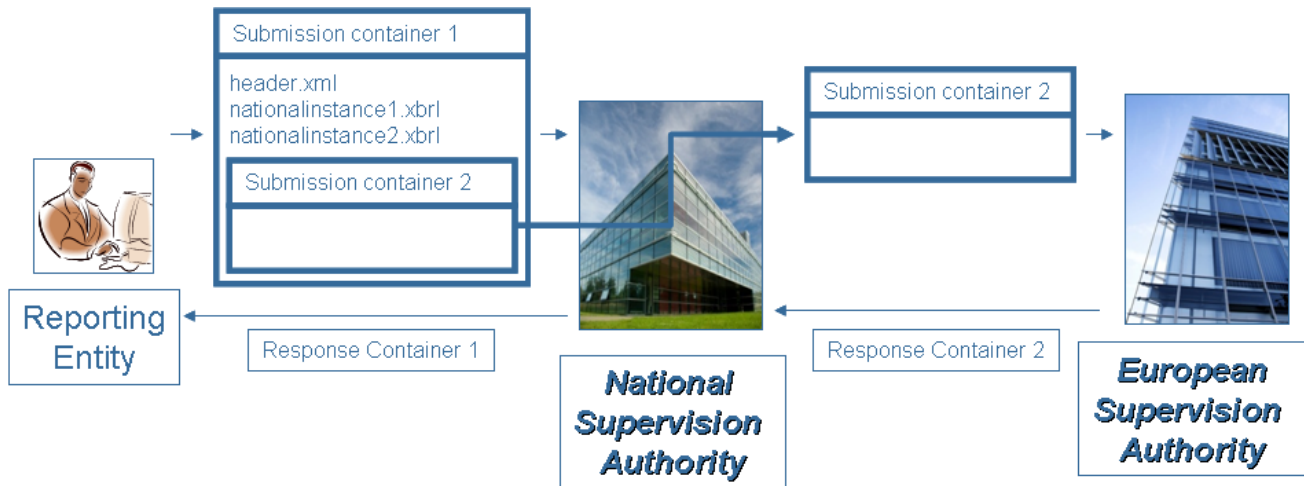 Submission container 1
header.xml
nationalinstance1.xbrl
nationalinstance2.xbrl
Submission container 2
Submission container 2
Reporting
Entity
Response Container 1
National
Supervision
Authority
Response Container 2
European
Supervision
Authority